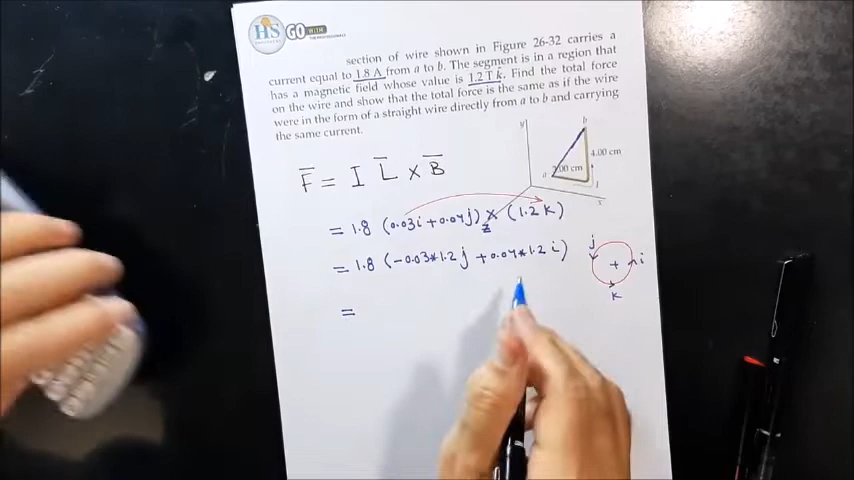 HS GO WITH
THE PROFESSIONALS
section of wire shown in Figure 26-32 carries a
current equal to 1.8 A from a to b. The segment is in a region that
has a magnetic field whose value is 1.2 T k̂. Find the total force
on the wire and show that the total force is the same as if the wire
were in the form of a straight wire directly from a to b and carrying
the same current.
y
b
4.00 cm
3.00 cm
a
x
z
F = I L × B
= 1.8 (0.03i + 0.04j) × (1.2 k)
= 1.8 (-0.03*1.2 j + 0.04*1.2 i)
j
+
i
k
=